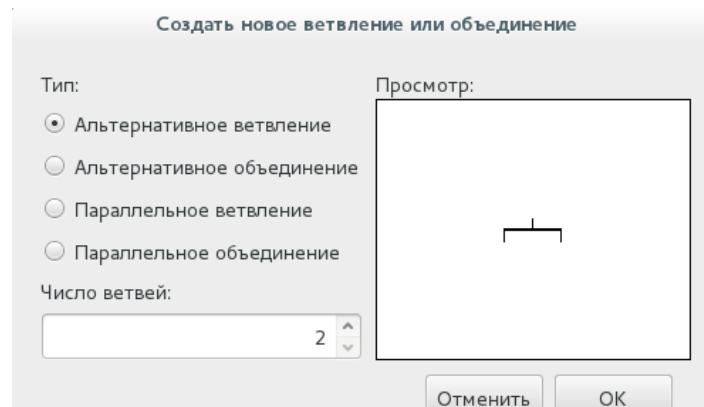 Создать новое ветвление или объединение
Тип:
Альтернативное ветвление
Альтернативное объединение
Параллельное ветвление
Параллельное объединение
Число ветвей:
2
Просмотр:
Отменить
OK